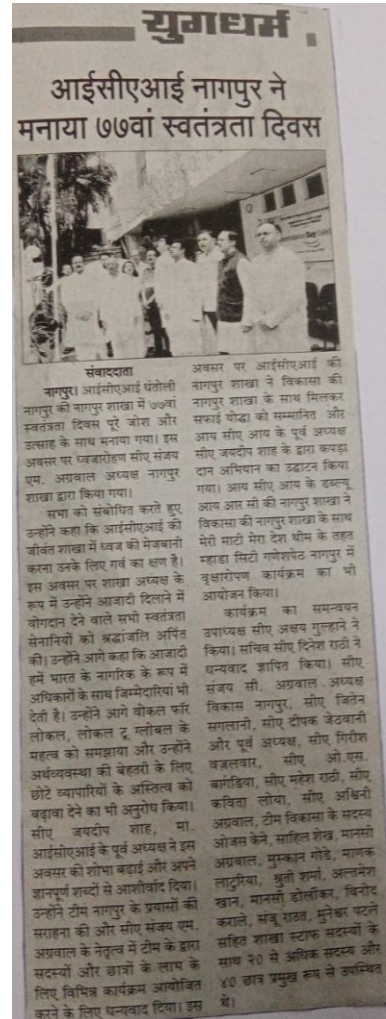 युगधर्म
आईसीएआई नागपुर ने
मनाया ७७वां स्वतंत्रता दिवस
संवाददाता
नागपुर। आईसीएआई धंतोली
नागपुर की नागपुर शाखा में ७७वां
स्वतंत्रता दिवस पूरे जोश और
उत्साह के साथ मनाया गया। इस
अवसर पर ध्वजारोहण सीए संजय
एम. अग्रवाल अध्यक्ष नागपुर
शाखा द्वारा किया गया।
सभा को संबोधित करते हुए
उन्होंने कहा कि आईसीएआई की
जीवंत शाखा में ध्वज की मेजबानी
करना उनके लिए गर्व का क्षण है।
इस अवसर पर शाखा अध्यक्ष के
रूप में उन्होंने आजादी दिलाने में
योगदान देने वाले सभी स्वतंत्रता
सेनानियों को श्रद्धांजलि अर्पित
की। उन्होंने आगे कहा कि आजादी
हमें भारत के नागरिक के रूप में
अधिकारों के साथ जिम्मेदारियां भी
देती है। उन्होंने आगे वोकल फॉर
लोकल, लोकल टू ग्लोबल के
महत्व को समझाया और उन्होंने
अर्थव्यवस्था की बेहतरी के लिए
छोटे व्यापारियों के अस्तित्व को
बढ़ावा देने का भी अनुरोध किया।
सीए जयदीप शाह, मा.
आईसीएआई के पूर्व अध्यक्ष ने इस
अवसर की शोभा बढाई और अपने
ज्ञानपूर्ण शब्दों से आशीर्वाद दिया।
उन्होंने टीम नागपुर के प्रयासों की
सराहना की और सीए संजय एम.
अग्रवाल के नेतृत्व में टीम के द्वारा
सदस्यों और छात्रों के लाभ के
लिए विभिन्न कार्यक्रम आयोजित
करने के लिए धन्यवाद दिया। इस
अवसर पर आईसीएआई की
नागपुर शाखा ने विकासा की
नागपुर शाखा के साथ मिलकर
सफाई योद्धा को सम्मानित और
आय सीए आय के पूर्व अध्यक्ष
सीए जयदीप शाह के द्वारा कपड़ा
दान अभियान का उद्घाटन किया
गया। आय सीए आय के डब्ल्यू
आय आर सी की नागपुर शाखा ने
विकासा की नागपुर शाखा के साथ
मेरी माटी मेरा देश थीम के तहत
म्हाडा सिटी गणेशपेठ नागपुर में
वृक्षारोपण कार्यक्रम का भी
आयोजन किया।
कार्यक्रम का समन्वयन
उपाध्यक्ष सीए अक्षय गुल्हाने ने
किया। सचिव सिए दिनेश राठी ने
धन्यवाद ज्ञापित किया। सीए
संजय सी. अग्रवाल अध्यक्ष
विकास नागपुर, सीए जितेन
सगलानी, सीए दीपक जेठवानी
और पूर्व अध्यक्ष, सीए गिरीश
वज़लवार, सीए ओ.एस.
बागडिया, सीए महेश राठी, सीए
कविता लोया, सीए अश्विनी
अग्रवाल, टीम विकासा के सदस्य
ओजस केने, साहिल शेख, मानसी
अग्रवाल, मुस्कान गोडे, माणक
लाटुरिया, श्रुती शर्मा, अल्तमेश
खान, मानसी डोर्लीकर, विनोद
कराले, संजू राउत, मुनेश्वर पटले
सहित शाखा स्टाफ सदस्यों के
साथ २० से अधिक सदस्य और
४० छात्र प्रमुख रूप से उपस्थित
थे।